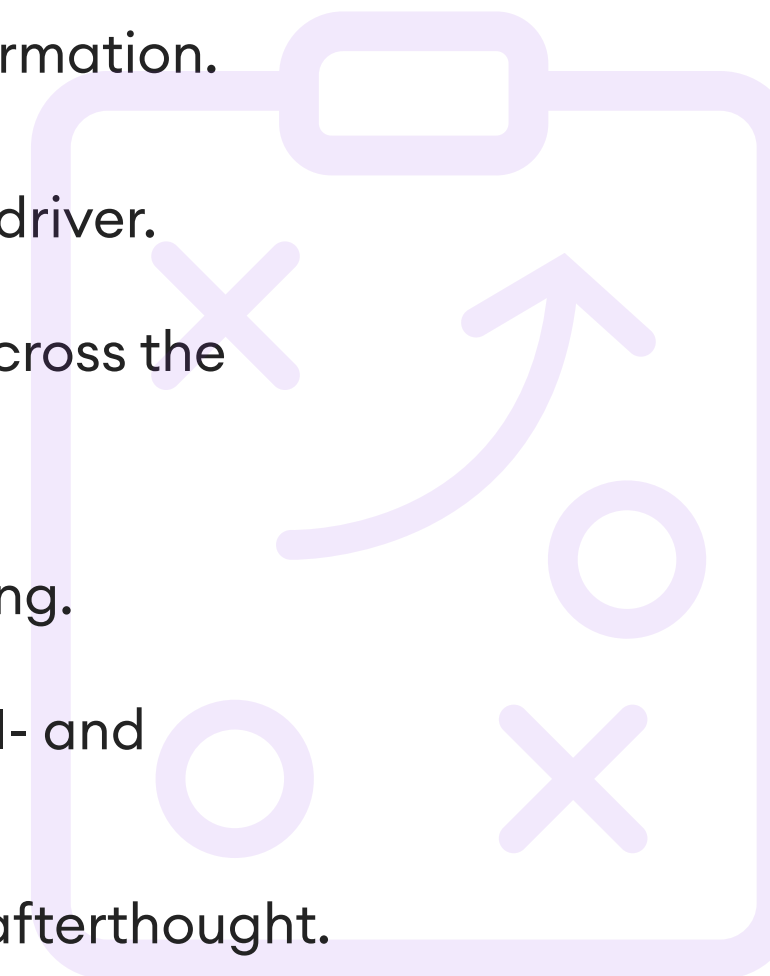 rmation.
driver.
cross the
ng.
l- and
afterthought.